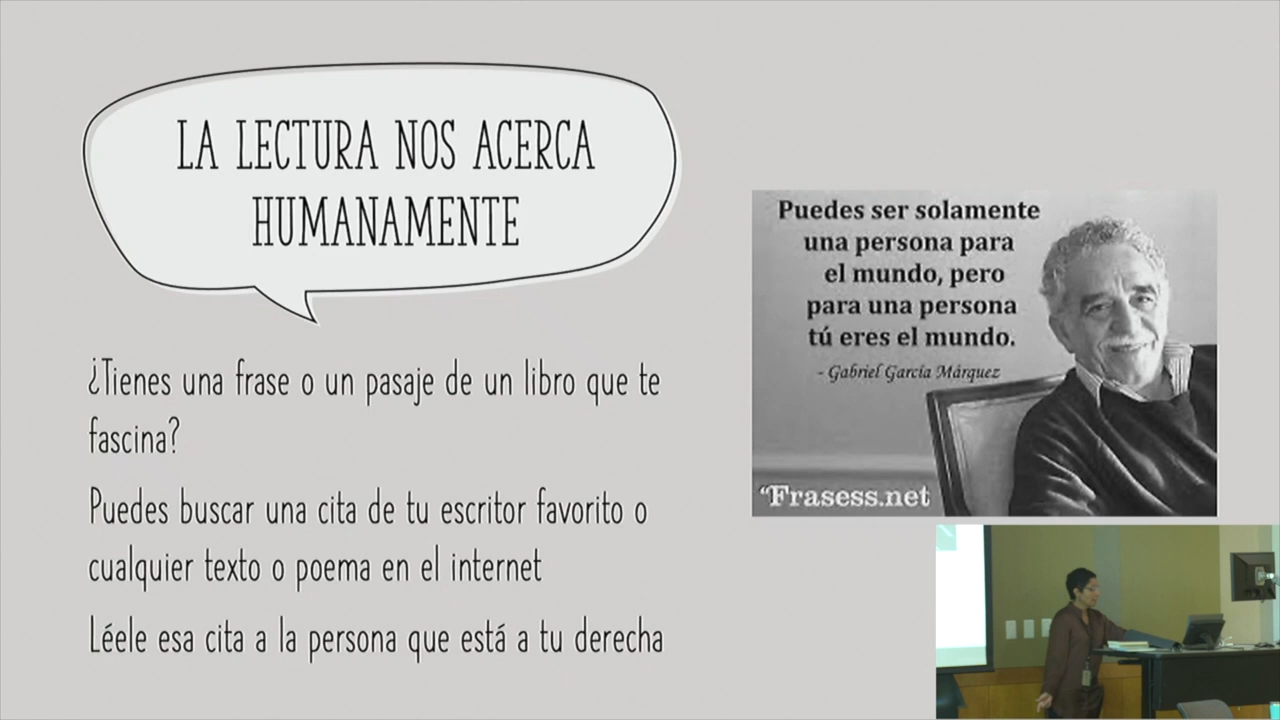 LA LECTURA NOS ACERCA
HUMANAMENTE
¿Tienes una frase o un pasaje de un libro que te
fascina?
Puedes buscar una cita de tu escritor favorito o
cualquier texto o poema en el internet
Léele esa cita a la persona que está a tu derecha
Puedes ser solamente
una persona para
el mundo, pero
para una persona
tú eres el mundo.
- Gabriel García Márquez
“Frasess.net